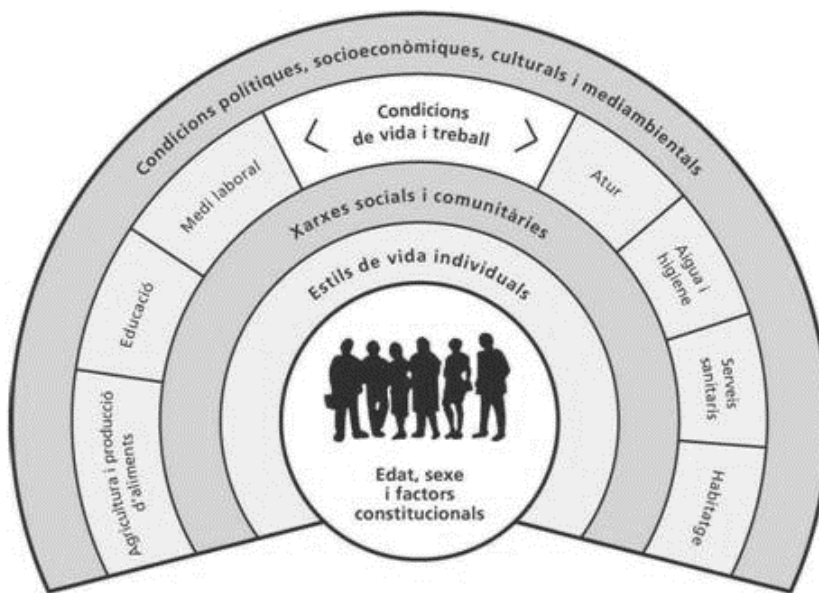 Condicions polítiques, socioeconòmiques, culturals i mediambientals
Condicions
de vida i treball
Medi laboral
Atur
Xarxes socials i comunitàries
Aigua i
higiene
Educació
Estils de vida individuals
Serveis
sanitaris
Agricultura i producció
d'aliments
Habitatge
Edat, sexe
i factors
constitucionals